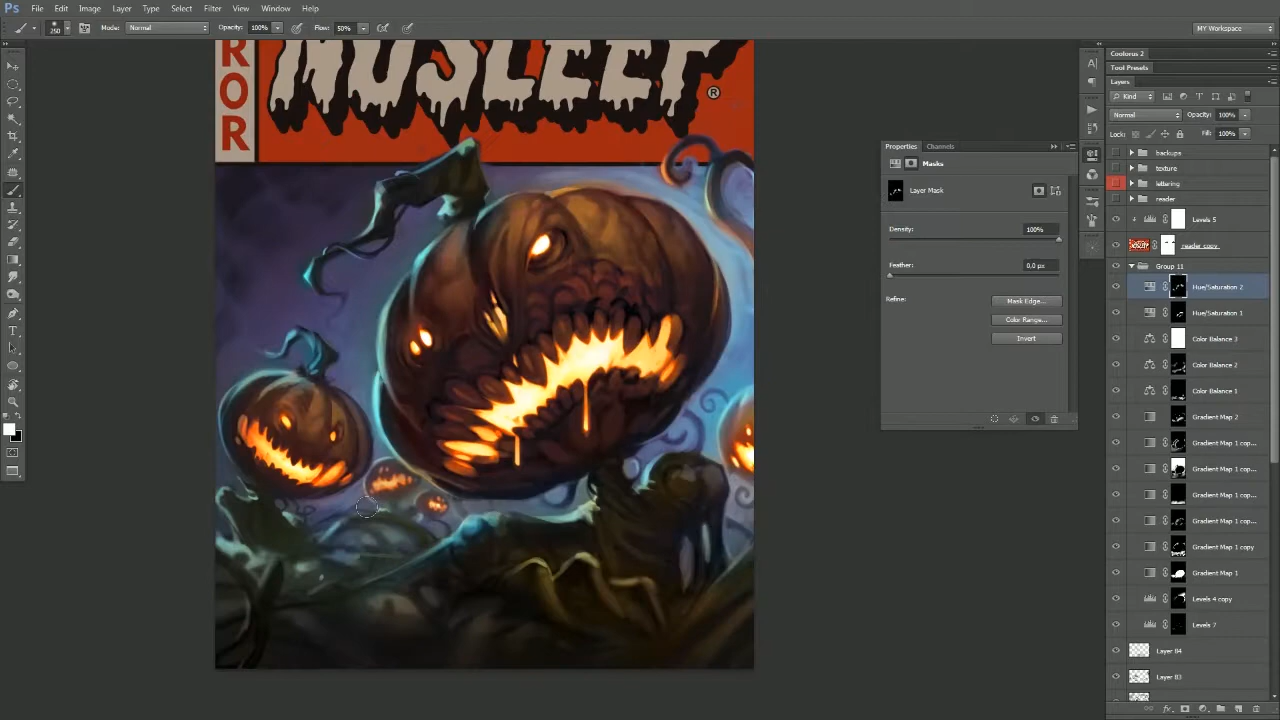 Ps File Edit Image Layer Type Select Filter View Window Help
250 Mode: Normal Opacity: 100% Flow: 50% MY Workspace
Coolorus 2
Tool Presets
Layers
Kind
Normal Opacity: 100%
Lock: Fill: 100%
backups
texture
lettering
reader
Levels 5
reader copy
Group 11
Hue/Saturation 2
Hue/Saturation 1
Color Balance 3
Color Balance 2
Color Balance 1
Gradient Map 2
Gradient Map 1 cop...
Gradient Map 1 cop...
Gradient Map 1 cop...
Gradient Map 1 cop...
Gradient Map 1 copy
Gradient Map 1
Levels 4 copy
Levels 7
Layer 84
Layer 83
Properties Channels
Masks
Layer Mask
Density: 100%
Feather: 0,0 px
Refine: Mask Edge...
Color Range...
Invert
ROR
NOSLEEP
®